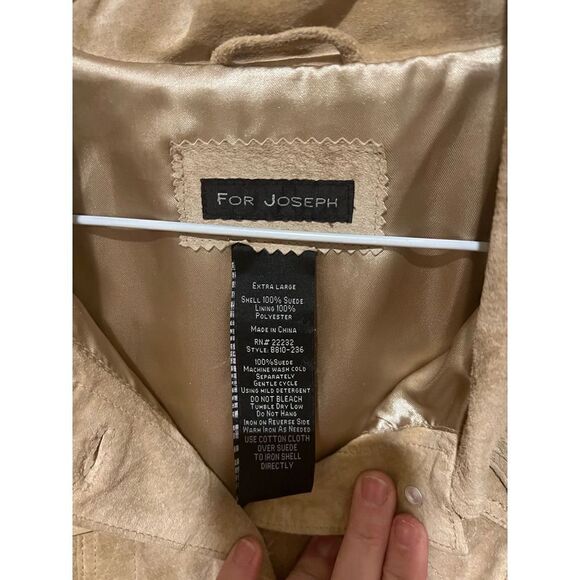 FOR JOSEPH
EXTRA LARGE
SHELL 100% SUEDE
LINING 100%
POLYESTER
MADE IN CHINA
RN# 22232
STYLE: B810-236
100%SUEDE
MACHINE WASH COLD
SEPARATELY
GENTLE CYCLE
USING MILD DETERGENT
DO NOT BLEACH
TUMBLE DRY LOW
DO NOT HANG
IRON ON REVERSE SIDE
WARM IRON AS NEEDED
USE COTTON CLOTH
OVER SUEDE
TO IRON SHELL
DIRECTLY